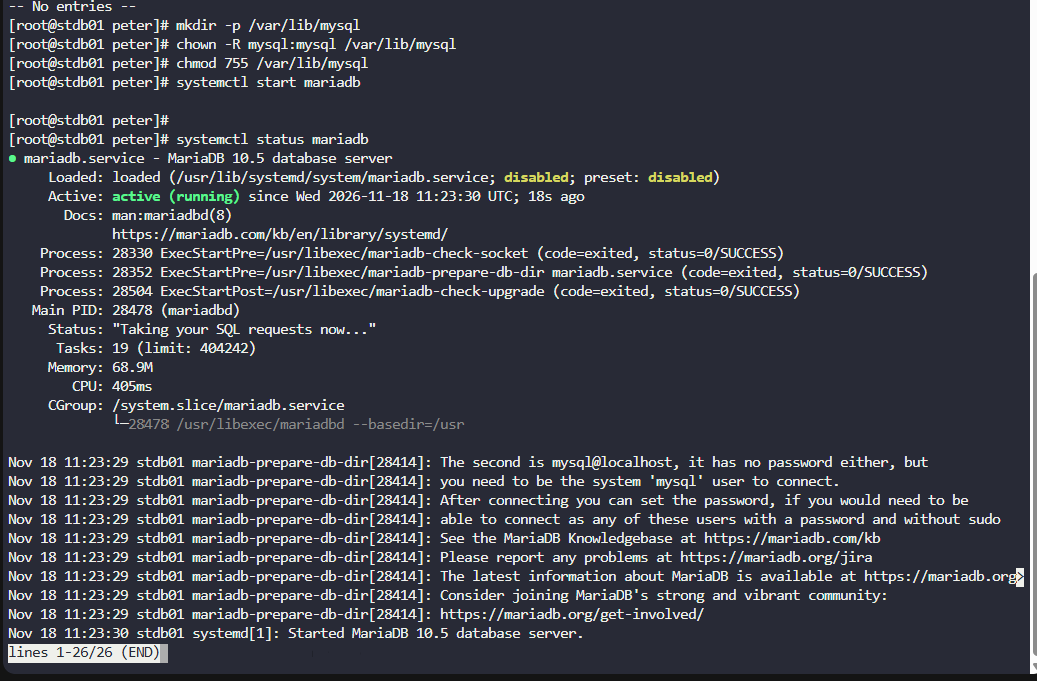 -- No entries --
[root@stdb01 peter]# mkdir -p /var/lib/mysql
[root@stdb01 peter]# chown -R mysql:mysql /var/lib/mysql
[root@stdb01 peter]# chmod 755 /var/lib/mysql
[root@stdb01 peter]# systemctl start mariadb
[root@stdb01 peter]#
[root@stdb01 peter]# systemctl status mariadb
● mariadb.service - MariaDB 10.5 database server
     Loaded: loaded (/usr/lib/systemd/system/mariadb.service; disabled; preset: disabled)
     Active: active (running) since Wed 2026-11-18 11:23:30 UTC; 18s ago
       Docs: man:mariadbd(8)
             https://mariadb.com/kb/en/library/systemd/
    Process: 28330 ExecStartPre=/usr/libexec/mariadb-check-socket (code=exited, status=0/SUCCESS)
    Process: 28352 ExecStartPre=/usr/libexec/mariadb-prepare-db-dir mariadb.service (code=exited, status=0/SUCCESS)
    Process: 28504 ExecStartPost=/usr/libexec/mariadb-check-upgrade (code=exited, status=0/SUCCESS)
   Main PID: 28478 (mariadbd)
     Status: "Taking your SQL requests now..."
      Tasks: 19 (limit: 404242)
     Memory: 68.9M
        CPU: 405ms
     CGroup: /system.slice/mariadb.service
             └─28478 /usr/libexec/mariadbd --basedir=/usr
Nov 18 11:23:29 stdb01 mariadb-prepare-db-dir[28414]: The second is mysql@localhost, it has no password either, but
Nov 18 11:23:29 stdb01 mariadb-prepare-db-dir[28414]: you need to be the system 'mysql' user to connect.
Nov 18 11:23:29 stdb01 mariadb-prepare-db-dir[28414]: After connecting you can set the password, if you would need to be
Nov 18 11:23:29 stdb01 mariadb-prepare-db-dir[28414]: able to connect as any of these users with a password and without sudo
Nov 18 11:23:29 stdb01 mariadb-prepare-db-dir[28414]: See the MariaDB Knowledgebase at https://mariadb.com/kb
Nov 18 11:23:29 stdb01 mariadb-prepare-db-dir[28414]: Please report any problems at https://mariadb.org/jira
Nov 18 11:23:29 stdb01 mariadb-prepare-db-dir[28414]: The latest information about MariaDB is available at https://mariadb.org>
Nov 18 11:23:29 stdb01 mariadb-prepare-db-dir[28414]: Consider joining MariaDB's strong and vibrant community:
Nov 18 11:23:29 stdb01 mariadb-prepare-db-dir[28414]: https://mariadb.org/get-involved/
Nov 18 11:23:30 stdb01 systemd[1]: Started MariaDB 10.5 database server.
lines 1-26/26 (END)